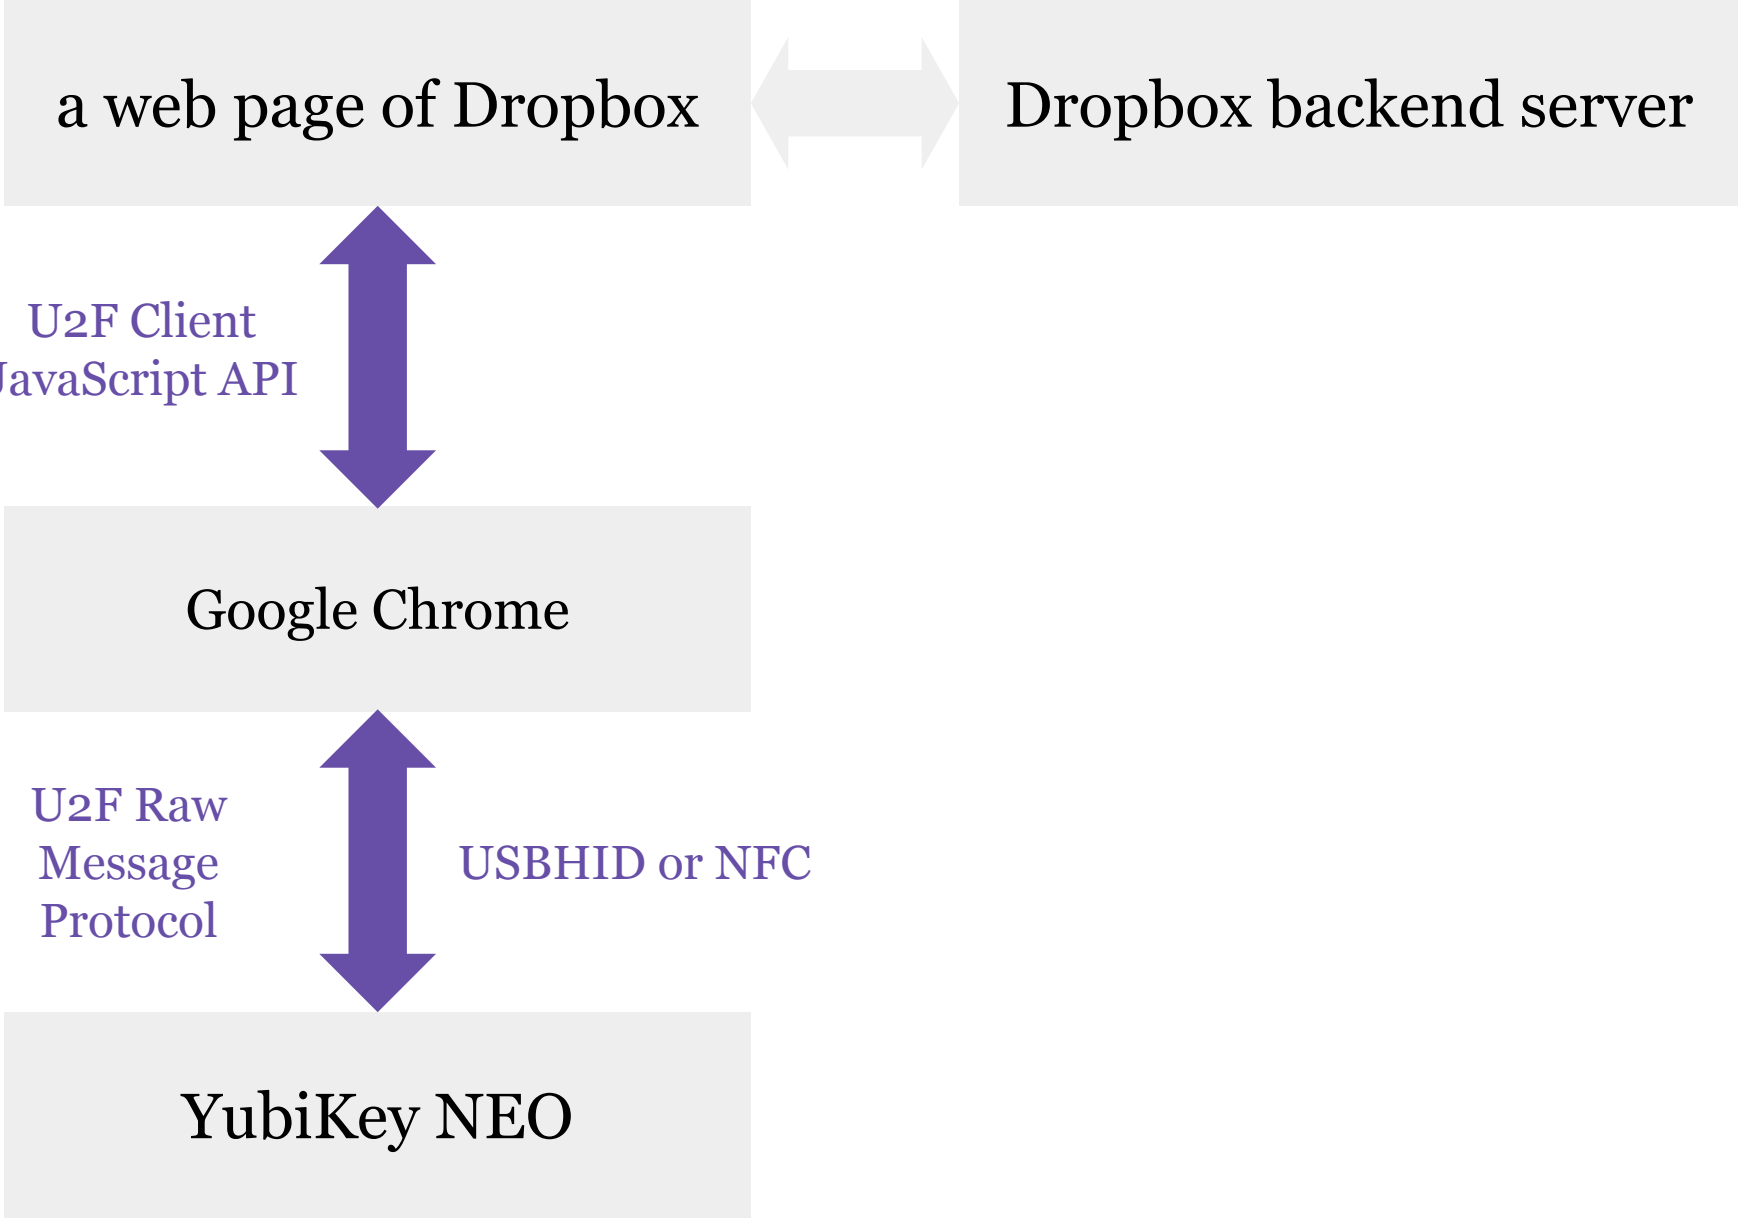 a web page of Dropbox
Dropbox backend server
U2F Client
JavaScript API
Google Chrome
U2F Raw
Message
Protocol
USBHID or NFC
YubiKey NEO